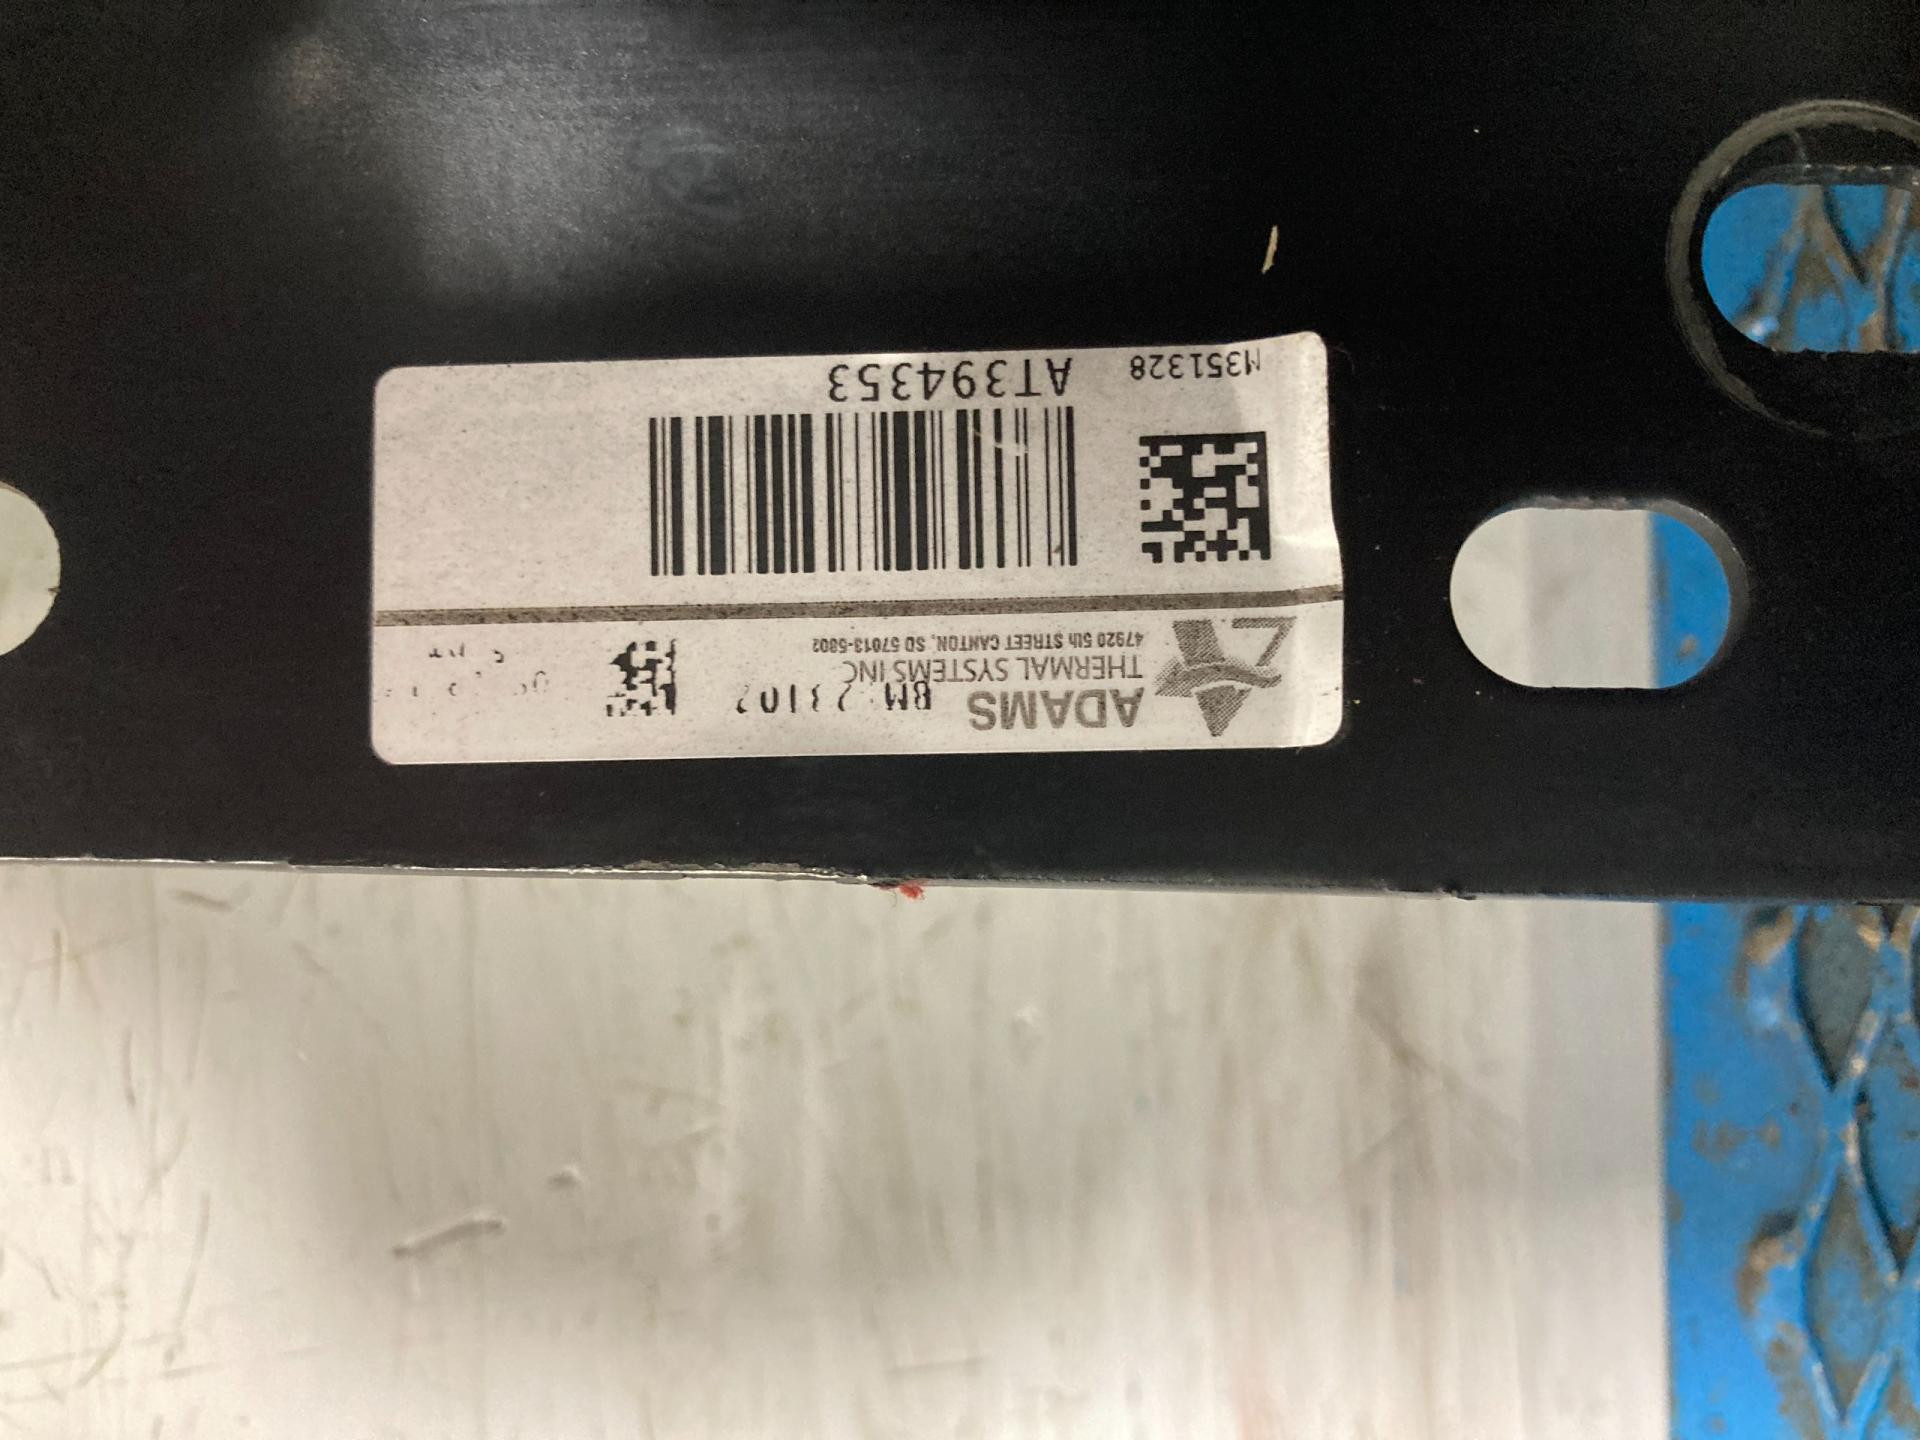 ADAMS
THERMAL SYSTEMS INC
47920 5th STREET CANTON, SD 57013-5802
M351328
AT394353